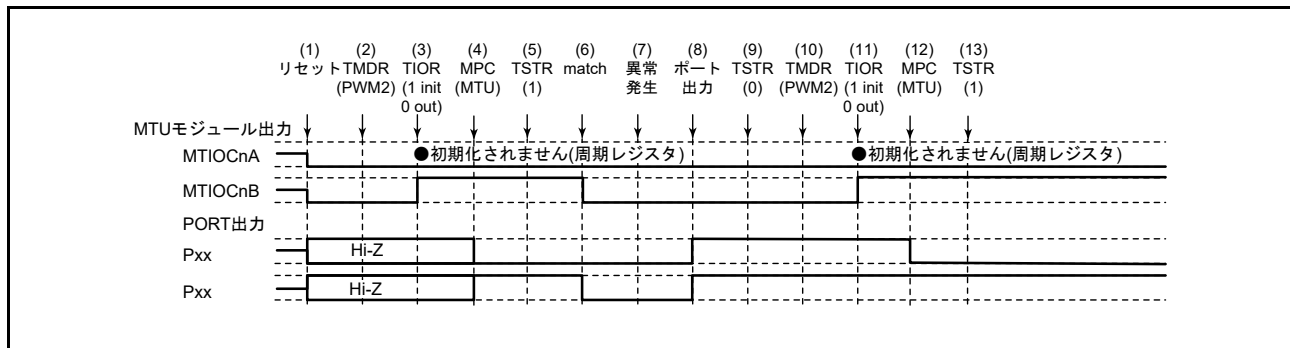 (1) (2) (3) (4) (5) (6) (7) (8) (9) (10) (11) (12) (13)
リセット TMDR TIOR MPC TSTR match 異常 ポート TSTR TMDR TIOR MPC TSTR
(PWM2) (1 init (MTU) (1) 発生 出力 (0) (PWM2) (1 init (MTU) (1)
0 out) 0 out)
MTUモジュール出力
MTIOCnA ●初期化されません(周期レジスタ) ●初期化されません(周期レジスタ)
MTIOCnB
PORT出力
Pxx Hi-Z
Pxx Hi-Z